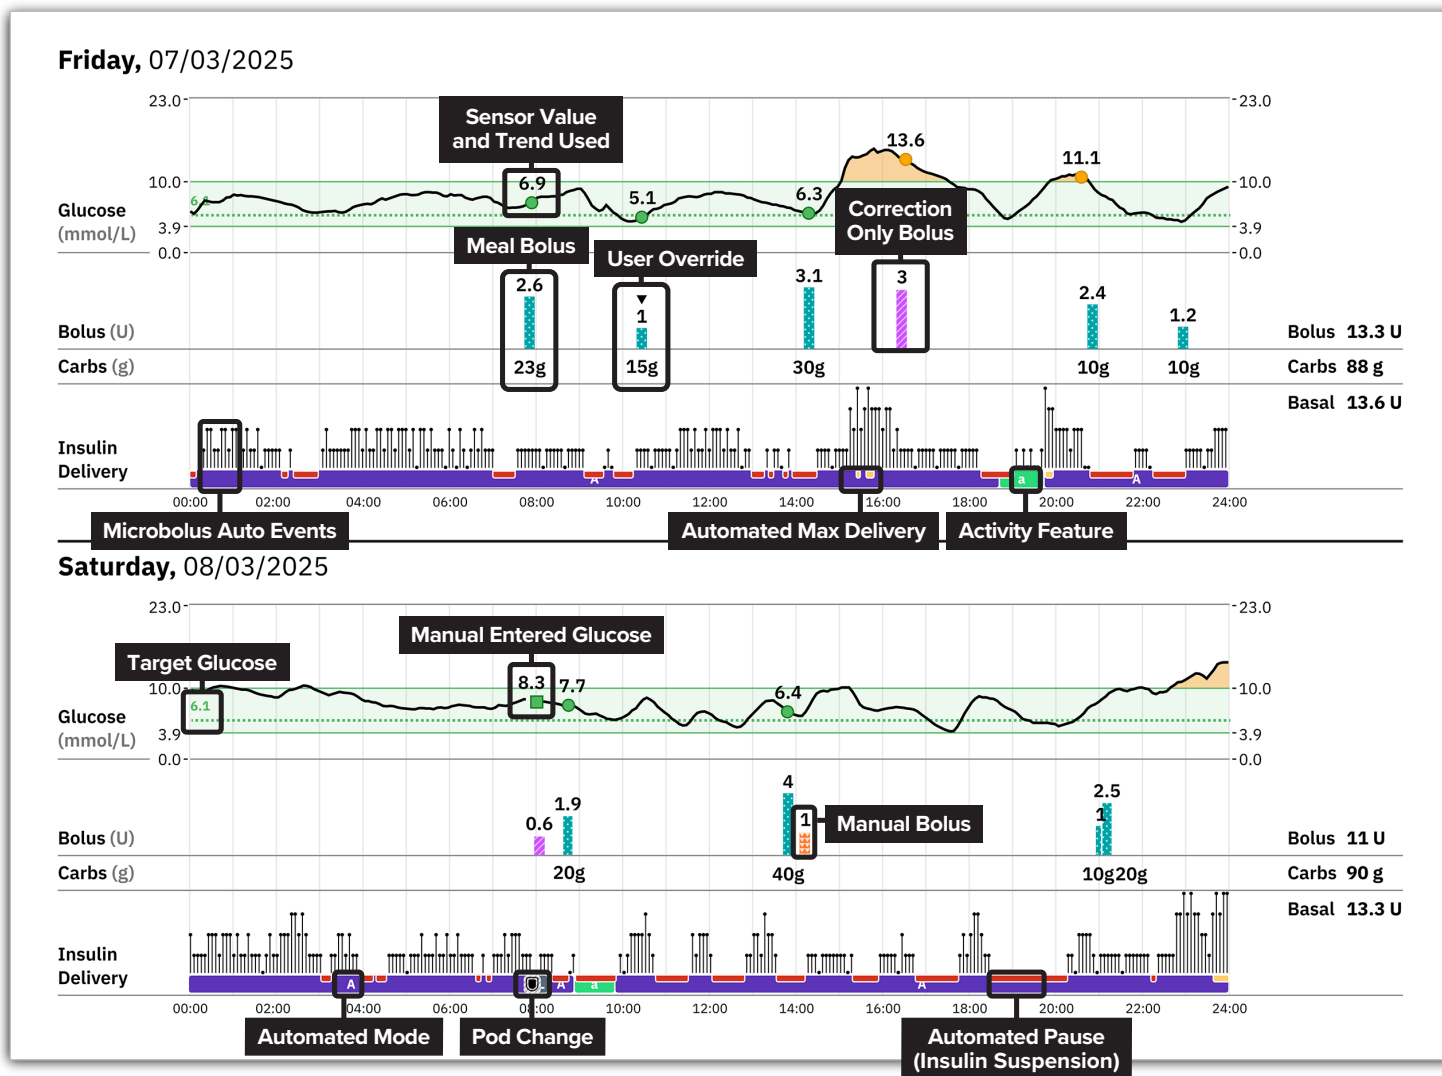 Friday, 07/03/2025
23.0
23.0
Sensor Value
and Trend Used
13.6
11.1
10.0
6.9
10.0
5.1
6.3
Glucose
(mmol/L)
3.9
3.9
0.0
0.0
Correction
Only Bolus
Meal Bolus
User Override
2.6
1
3.1
3
2.4
1.2
Bolus (U)
Bolus 13.3 U
Carbs (g)
23g
15g
30g
10g
10g
Carbs 88 g
Basal 13.6 U
Insulin
Delivery
A
a
A
00:00
02:00
04:00
06:00
08:00
10:00
12:00
14:00
16:00
18:00
20:00
22:00
24:00
Microbolus Auto Events
Automated Max Delivery
Activity Feature
Saturday, 08/03/2025
23.0
23.0
Manual Entered Glucose
Target Glucose
10.0
8.3
7.7
6.4
10.0
6.1
Glucose
(mmol/L)
3.9
3.9
0.0
0.0
4
0.6
1.9
1
Manual Bolus
1
2.5
Bolus (U)
Bolus 11 U
Carbs (g)
20g
40g
10g20g
Carbs 90 g
Basal 13.3 U
Insulin
Delivery
A
A
a
A
00:00
02:00
04:00
06:00
08:00
10:00
12:00
14:00
16:00
18:00
20:00
22:00
24:00
Automated Mode
Pod Change
Automated Pause
(Insulin Suspension)